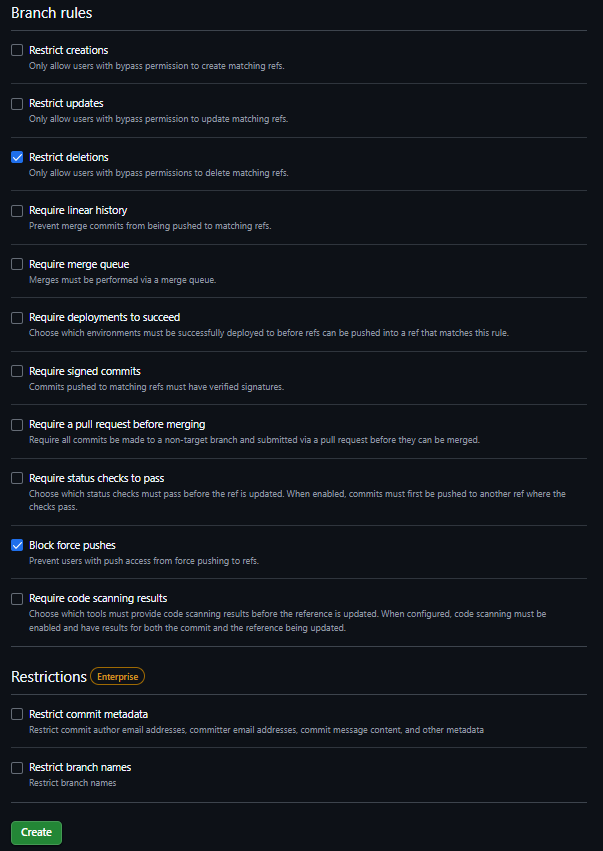 Branch rules
Restrict creations
Only allow users with bypass permission to create matching refs.
Restrict updates
Only allow users with bypass permission to update matching refs.
Restrict deletions
Only allow users with bypass permissions to delete matching refs.
Require linear history
Prevent merge commits from being pushed to matching refs.
Require merge queue
Merges must be performed via a merge queue.
Require deployments to succeed
Choose which environments must be successfully deployed to before refs can be pushed into a ref that matches this rule.
Require signed commits
Commits pushed to matching refs must have verified signatures.
Require a pull request before merging
Require all commits be made to a non-target branch and submitted via a pull request before they can be merged.
Require status checks to pass
Choose which status checks must pass before the ref is updated. When enabled, commits must first be pushed to another ref where the
checks pass.
Block force pushes
Prevent users with push access from force pushing to refs.
Require code scanning results
Choose which tools must provide code scanning results before the reference is updated. When configured, code scanning must be
enabled and have results for both the commit and the reference being updated.
Restrictions Enterprise
Restrict commit metadata
Restrict commit author email addresses, committer email addresses, commit message content, and other metadata
Restrict branch names
Restrict branch names
Create